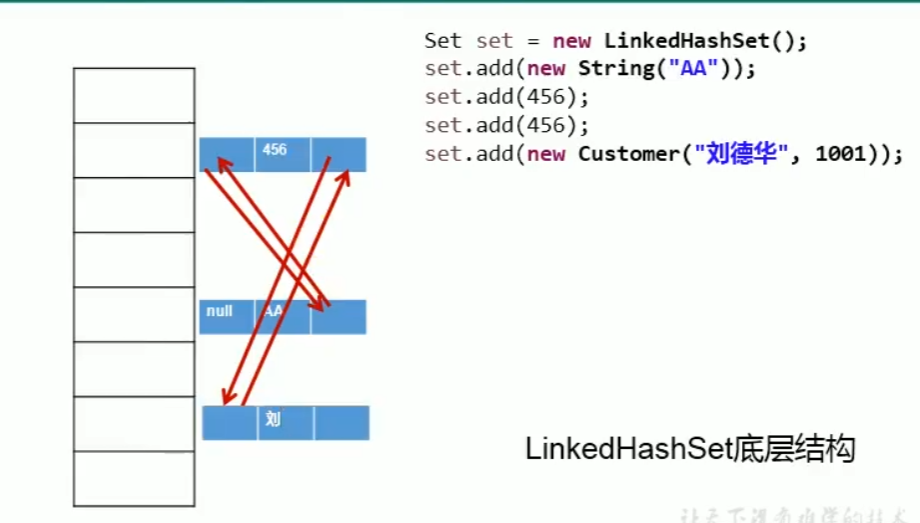 Set set = new LinkedHashSet();
set.add(new String("AA"));
set.add(456);
set.add(456);
set.add(new Customer("刘德华", 1001));
456
null AA
刘
LinkedHashSet底层结构